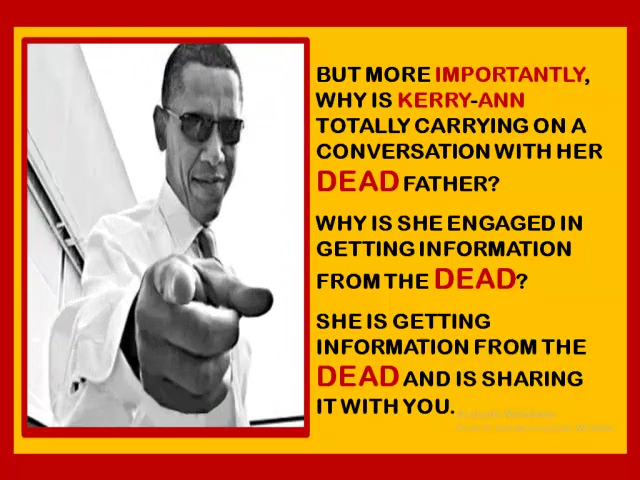 BUT MORE IMPORTANTLY,
WHY IS KERRY-ANN
TOTALLY CARRYING ON A
CONVERSATION WITH HER
DEAD FATHER?
WHY IS SHE ENGAGED IN
GETTING INFORMATION
FROM THE DEAD?
SHE IS GETTING
INFORMATION FROM THE
DEAD AND IS SHARING
IT WITH YOU.